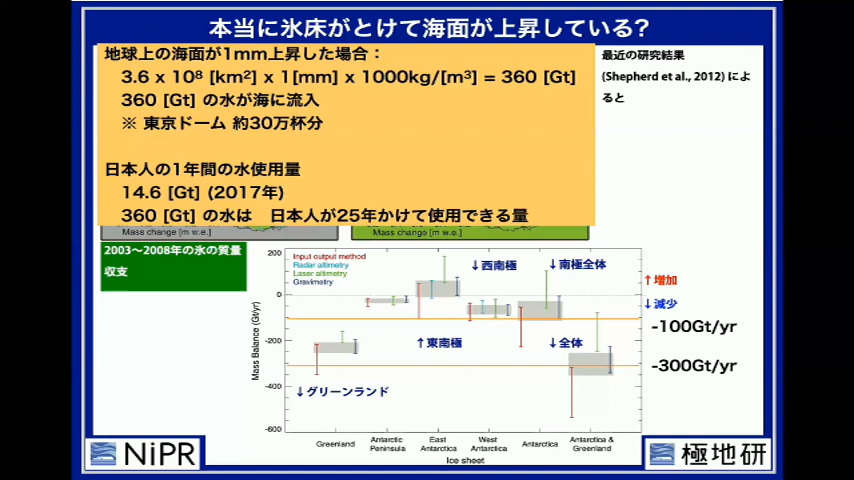 本当に氷床がとけて海面が上昇している?
地球上の海面が1mm上昇した場合：
3.6 x 10⁸ [km²] x 1[mm] x 1000kg/[m³] = 360 [Gt]
360 [Gt] の水が海に流入
※ 東京ドーム 約30万杯分
日本人の1年間の水使用量
14.6 [Gt] (2017年)
360 [Gt] の水は 日本人が25年かけて使用できる量
最近の研究結果
(Shepherd et al., 2012) によ
ると
Mass change [m w.e.]
Mass change [m w.e.]
2003〜2008年の氷の質量
収支
Input output method
Radar altimetry
Laser altimetry
Gravimetry
↓西南極
↓南極全体
↑東南極
↓全体
↓グリーンランド
↑増加
↓減少
-100Gt/yr
-300Gt/yr
Mass Balance (Gt/yr)
200
0
-200
-400
-600
Greenland
Antarctic
Peninsula
East
Antarctica
West
Antarctica
Antarctica
Antarctica &
Greenland
Ice sheet
NiPR
極地研